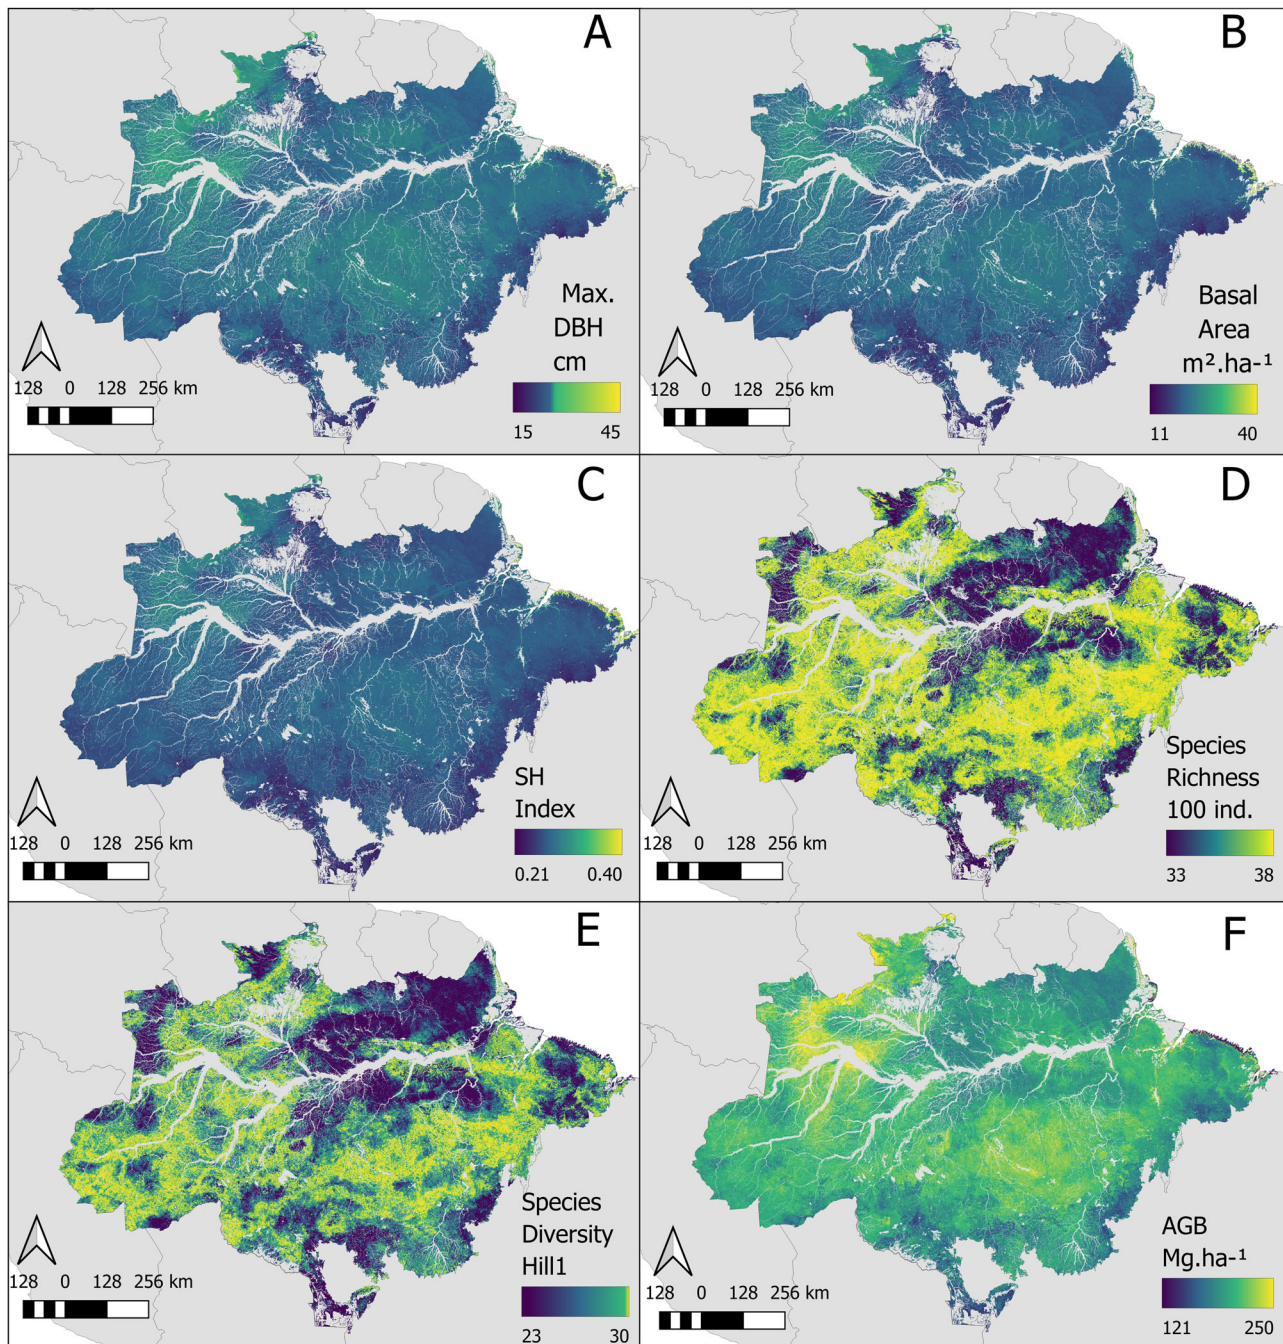 A
Max.
DBH
cm
128 0 128 256 km
15 45
B
Basal
Area
m².ha-¹
128 0 128 256 km
11 40
C
SH
Index
128 0 128 256 km
0.21 0.40
D
Species
Richness
100 ind.
128 0 128 256 km
33 38
E
Species
Diversity
Hill1
128 0 128 256 km
23 30
F
AGB
Mg.ha-¹
128 0 128 256 km
121 250